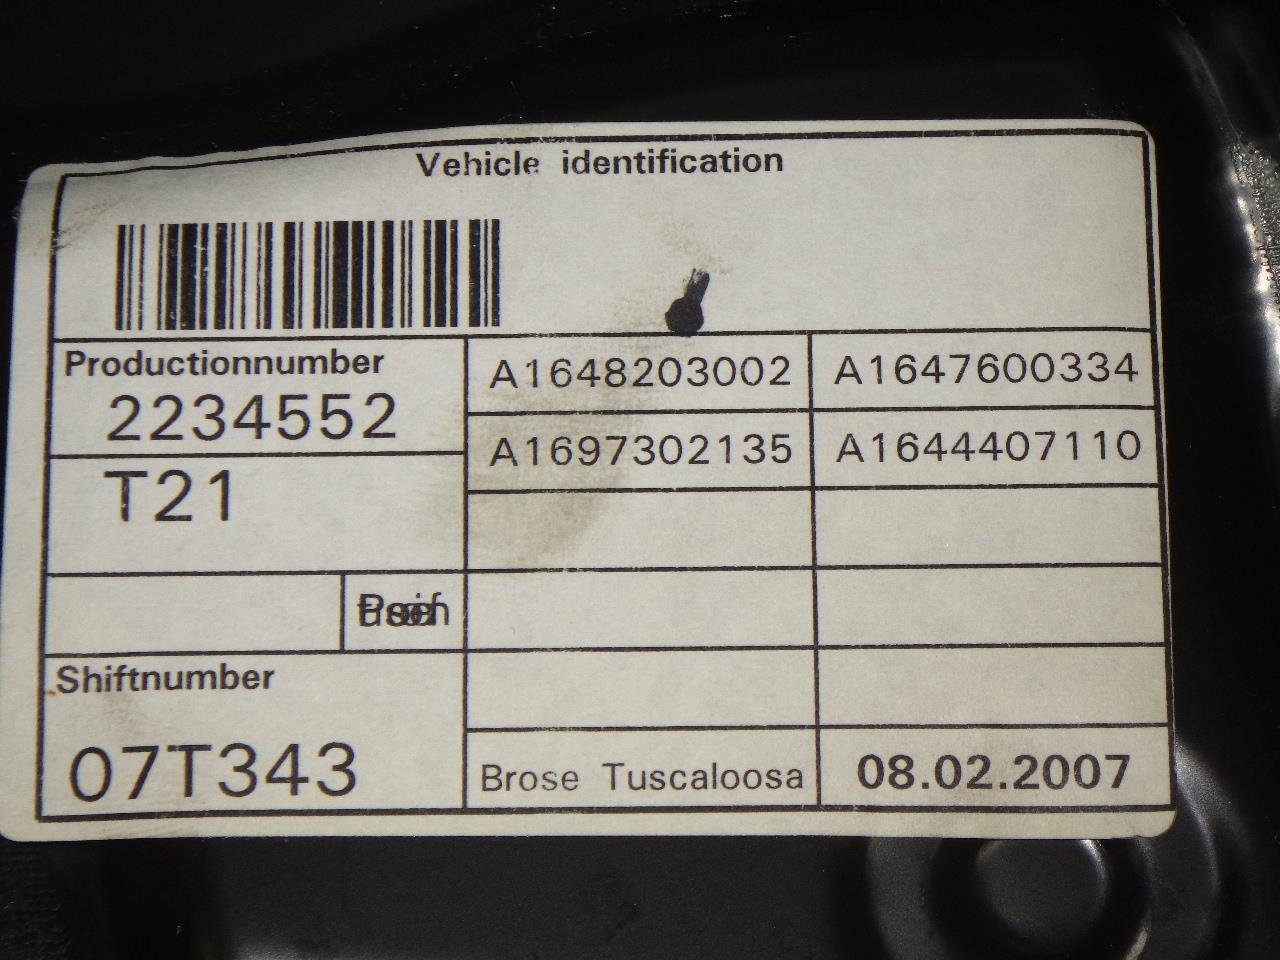 Vehicle identification
Productionnumber
2234552
T21
Shiftnumber
07T343
A1648203002 A1647600334
A1697302135 A1644407110
Brose Tuscaloosa 08.02.2007